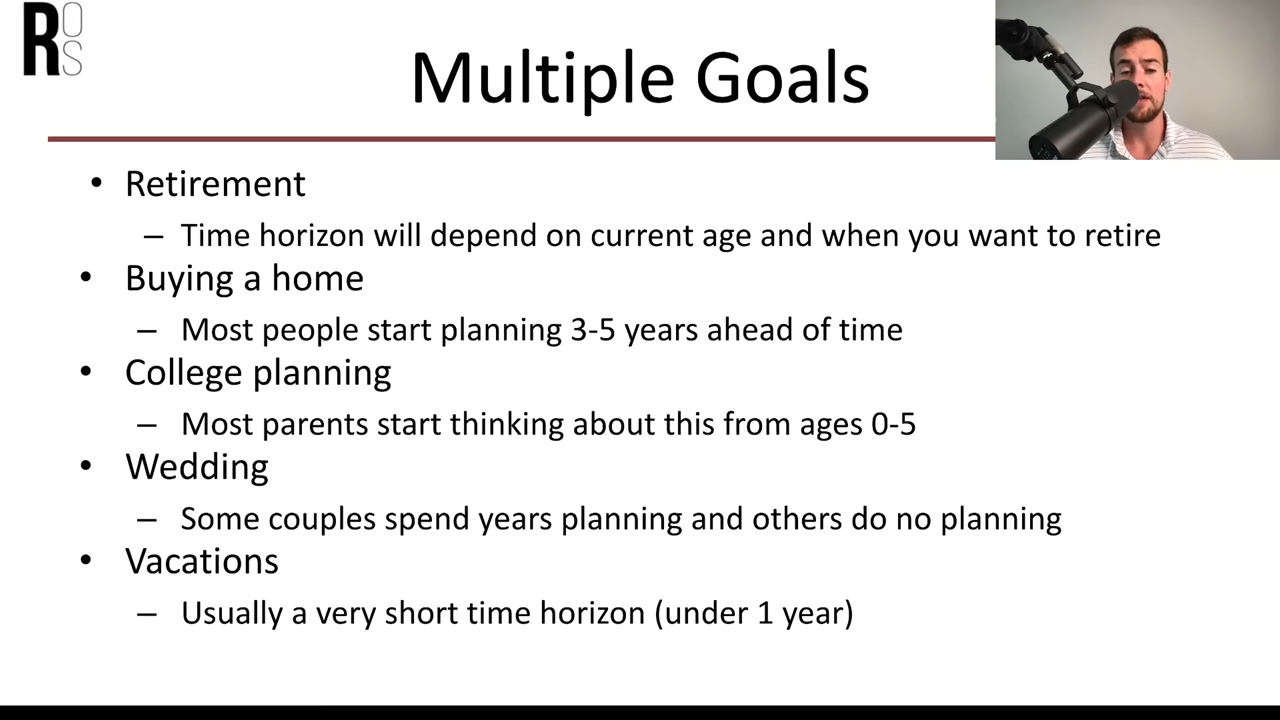 ROS
Multiple Goals
• Retirement
– Time horizon will depend on current age and when you want to retire
• Buying a home
– Most people start planning 3-5 years ahead of time
• College planning
– Most parents start thinking about this from ages 0-5
• Wedding
– Some couples spend years planning and others do no planning
• Vacations
– Usually a very short time horizon (under 1 year)